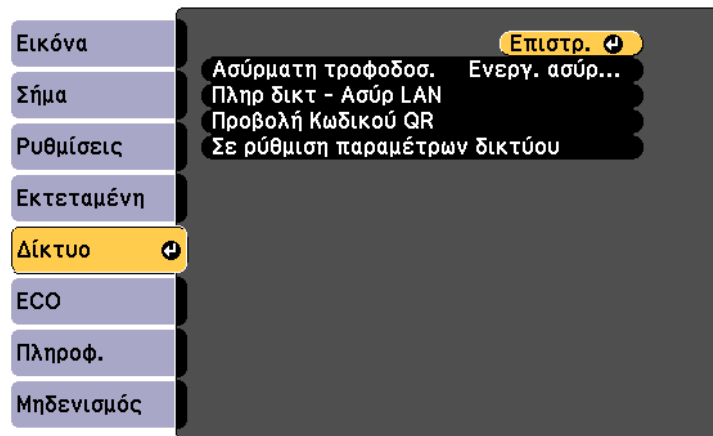 Εικόνα
Σήμα
Ρυθμίσεις
Εκτεταμένη
Δίκτυο
ECO
Πληροφ.
Μηδενισμός
Επιστρ.
Ασύρματη τροφοδοσ. Ενεργ. ασύρ...
Πληρ δικτ - Ασύρ LAN
Προβολή Κωδικού QR
Σε ρύθμιση παραμέτρων δικτύου